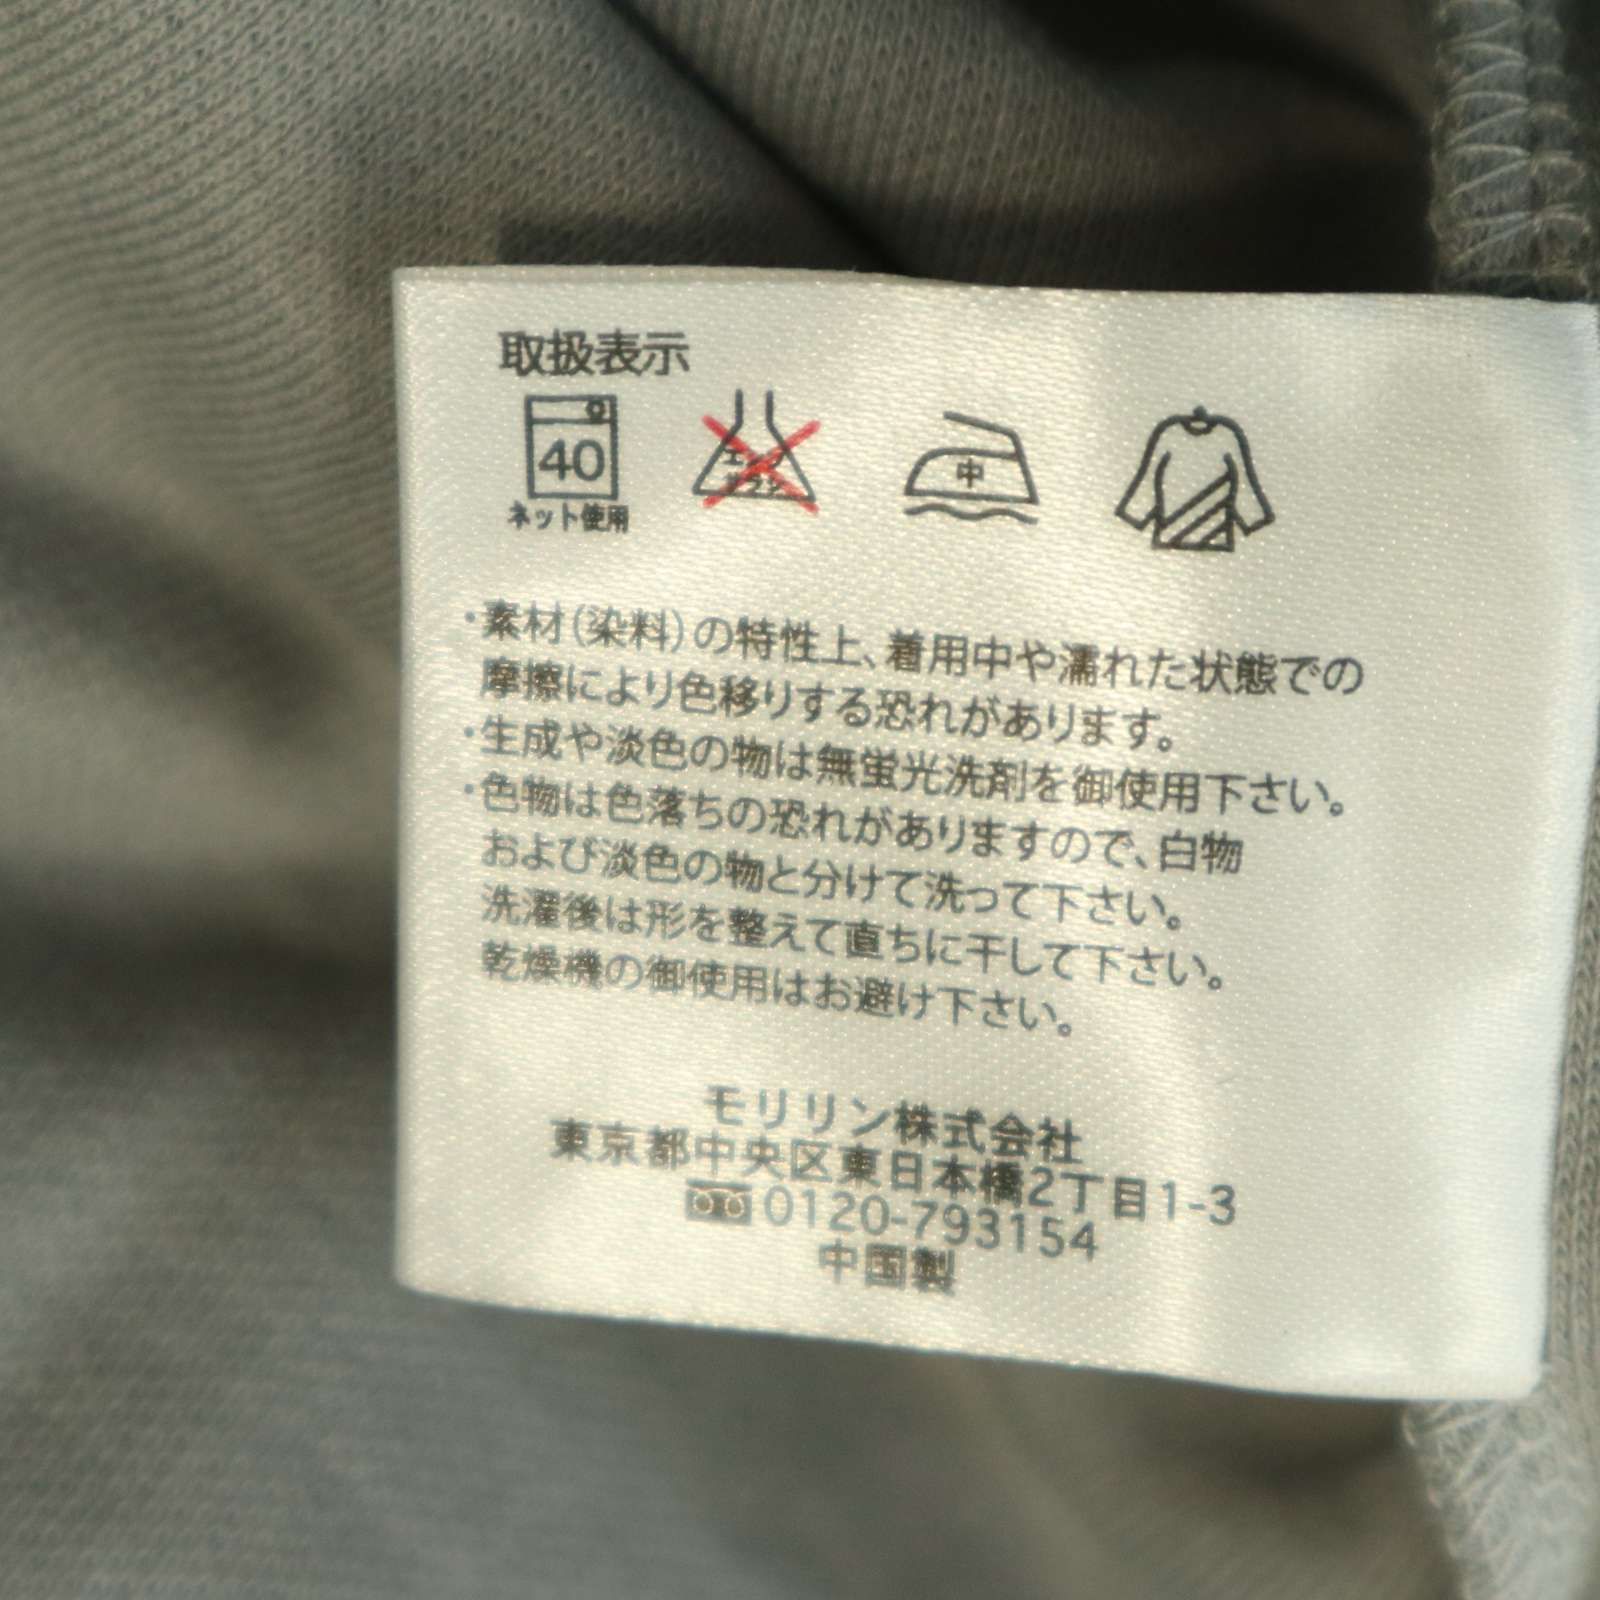 取扱表示
40
ネット使用
エンソ
サラシ
中
・素材(染料)の特性上、着用中や濡れた状態での
摩擦により色移りする恐れがあります。
・生成や淡色の物は無蛍光洗剤を御使用下さい。
・色物は色落ちの恐れがありますので、白物
および淡色の物と分けて洗って下さい。
洗濯後は形を整えて直ちに干して下さい。
乾燥機の御使用はお避け下さい。
モリリン株式会社
東京都中央区東日本橋2丁目1-3
0120-793154
中国製